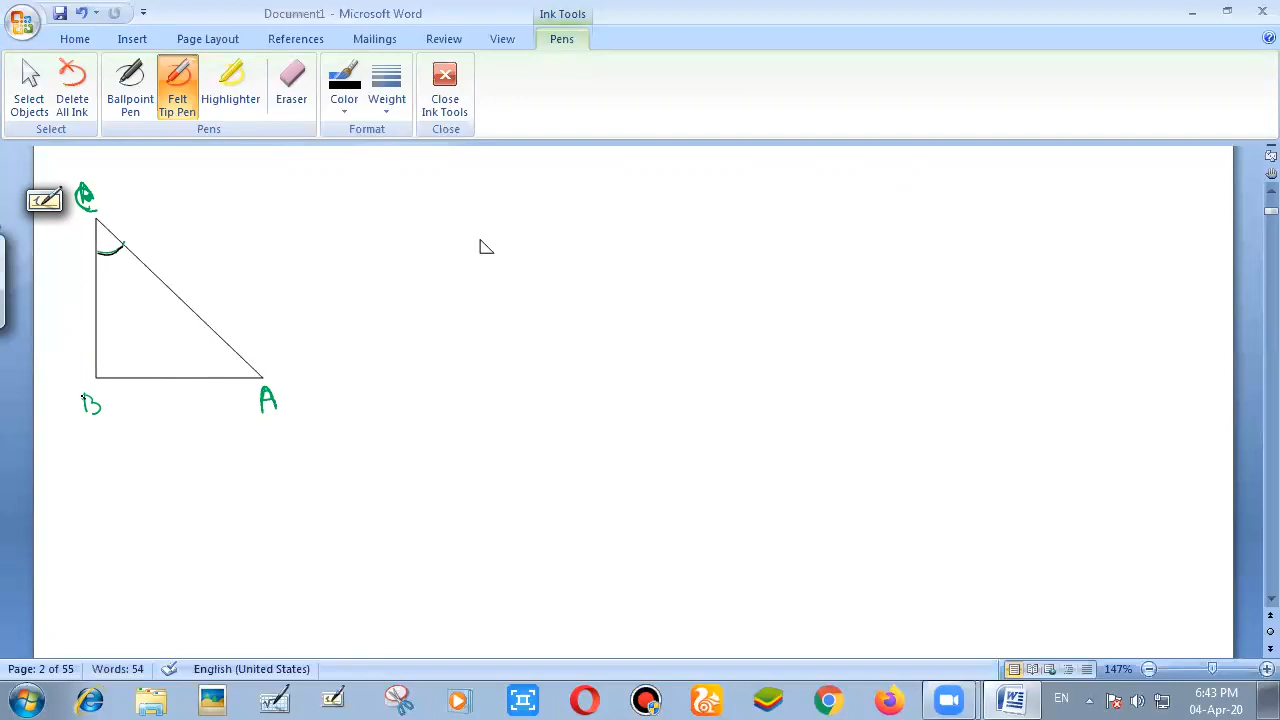 Document1 - Microsoft Word
Ink Tools
Home
Insert
Page Layout
References
Mailings
Review
View
Pens
Select
Objects
Delete
All Ink
Ballpoint
Pen
Felt
Tip Pen
Highlighter
Eraser
Color
Weight
Close
Ink Tools
Select
Pens
Format
Close
B
A
Page: 2 of 55
Words: 54
English (United States)
147%
EN
6:43 PM
04-Apr-20